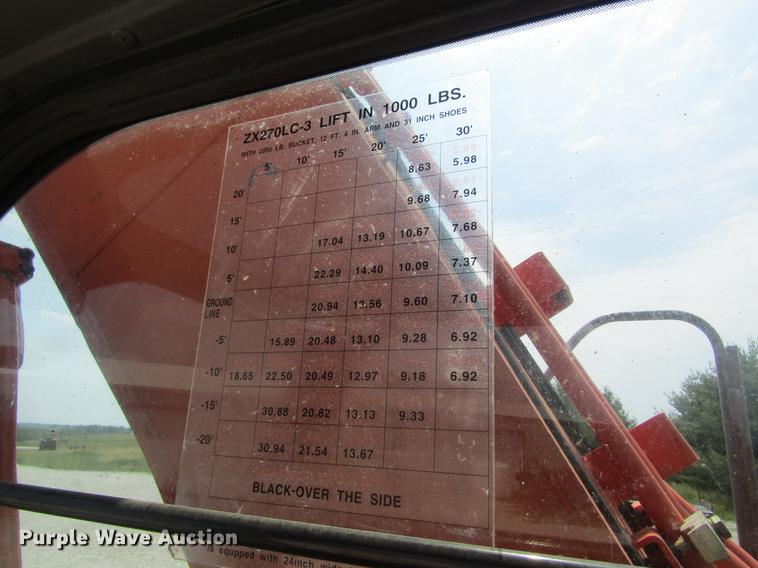 ZX270LC-3 LIFT IN 1000 LBS.
WITH 2055 LB. BUCKET, 12 FT. 4 IN. ARM AND 31 INCH SHOES
5' 10' 15' 20' 25' 30'
20' 8.63 5.98
15' 9.68 7.94
10' 17.04 13.19 10.67 7.68
5' 22.29 14.40 10.09 7.37
GROUND LINE 20.94 13.56 9.60 7.10
-5' 15.89 20.48 13.10 9.28 6.92
-10' 18.65 22.50 20.49 12.97 9.18 6.92
-15' 30.88 20.82 13.13 9.33
-20' 30.94 21.54 13.67
BLACK-OVER THE SIDE
Purple Wave Auction
is equpped with 24inch